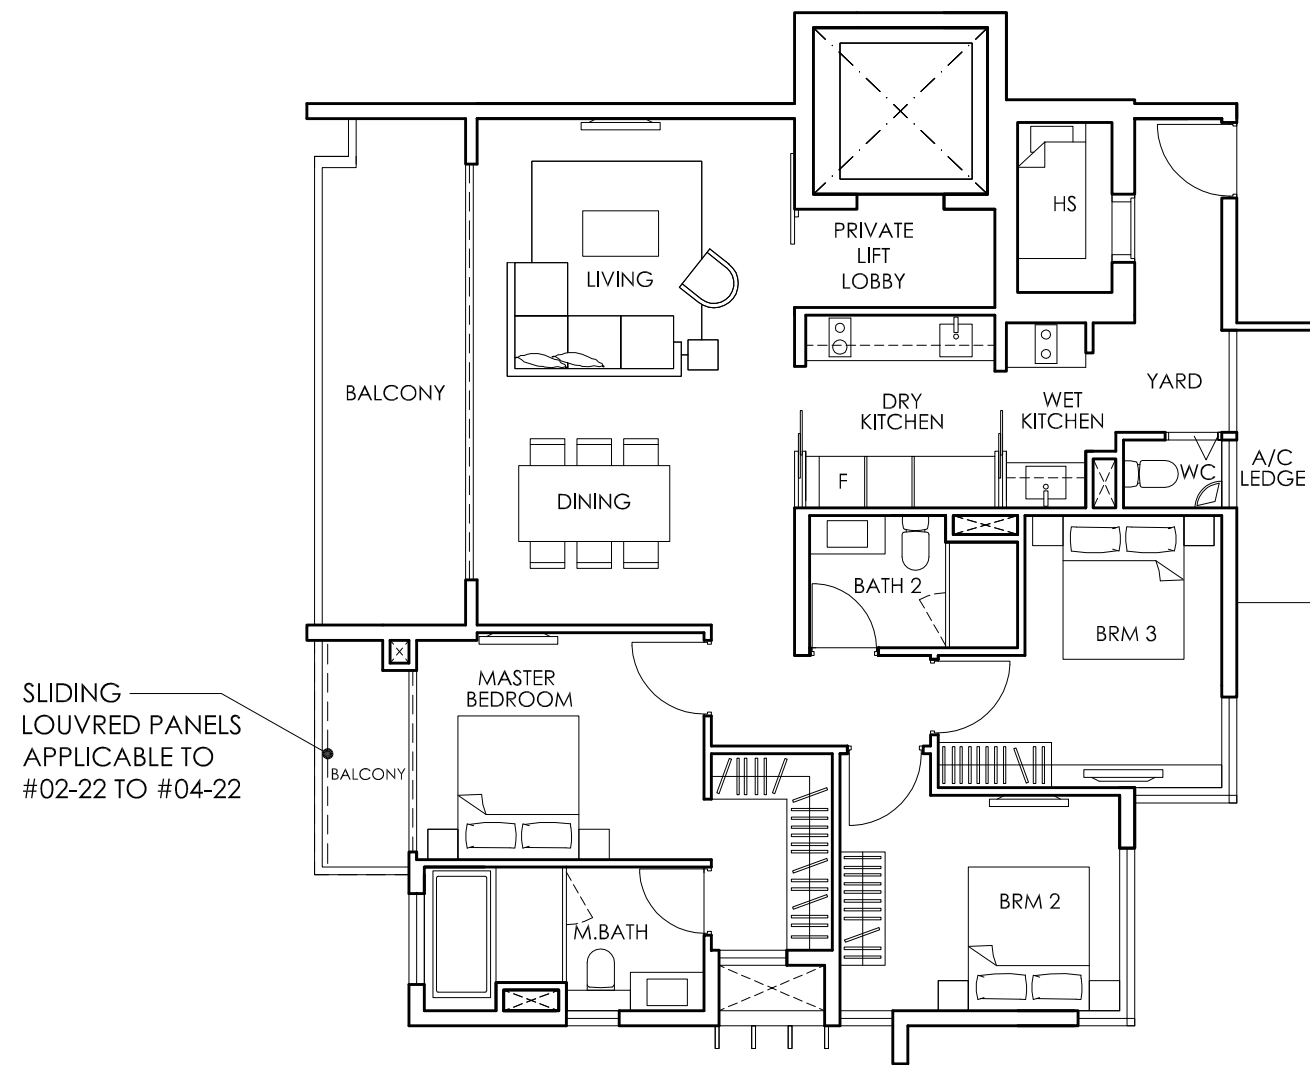 PRIVATE
LIFT
LOBBY
HS
LIVING
BALCONY
DRY
KITCHEN
WET
KITCHEN
YARD
F
WC
A/C
LEDGE
DINING
BATH 2
BRM 3
MASTER
BEDROOM
SLIDING
LOUVRED PANELS
APPLICABLE TO
#02-22 TO #04-22
BALCONY
M.BATH
BRM 2